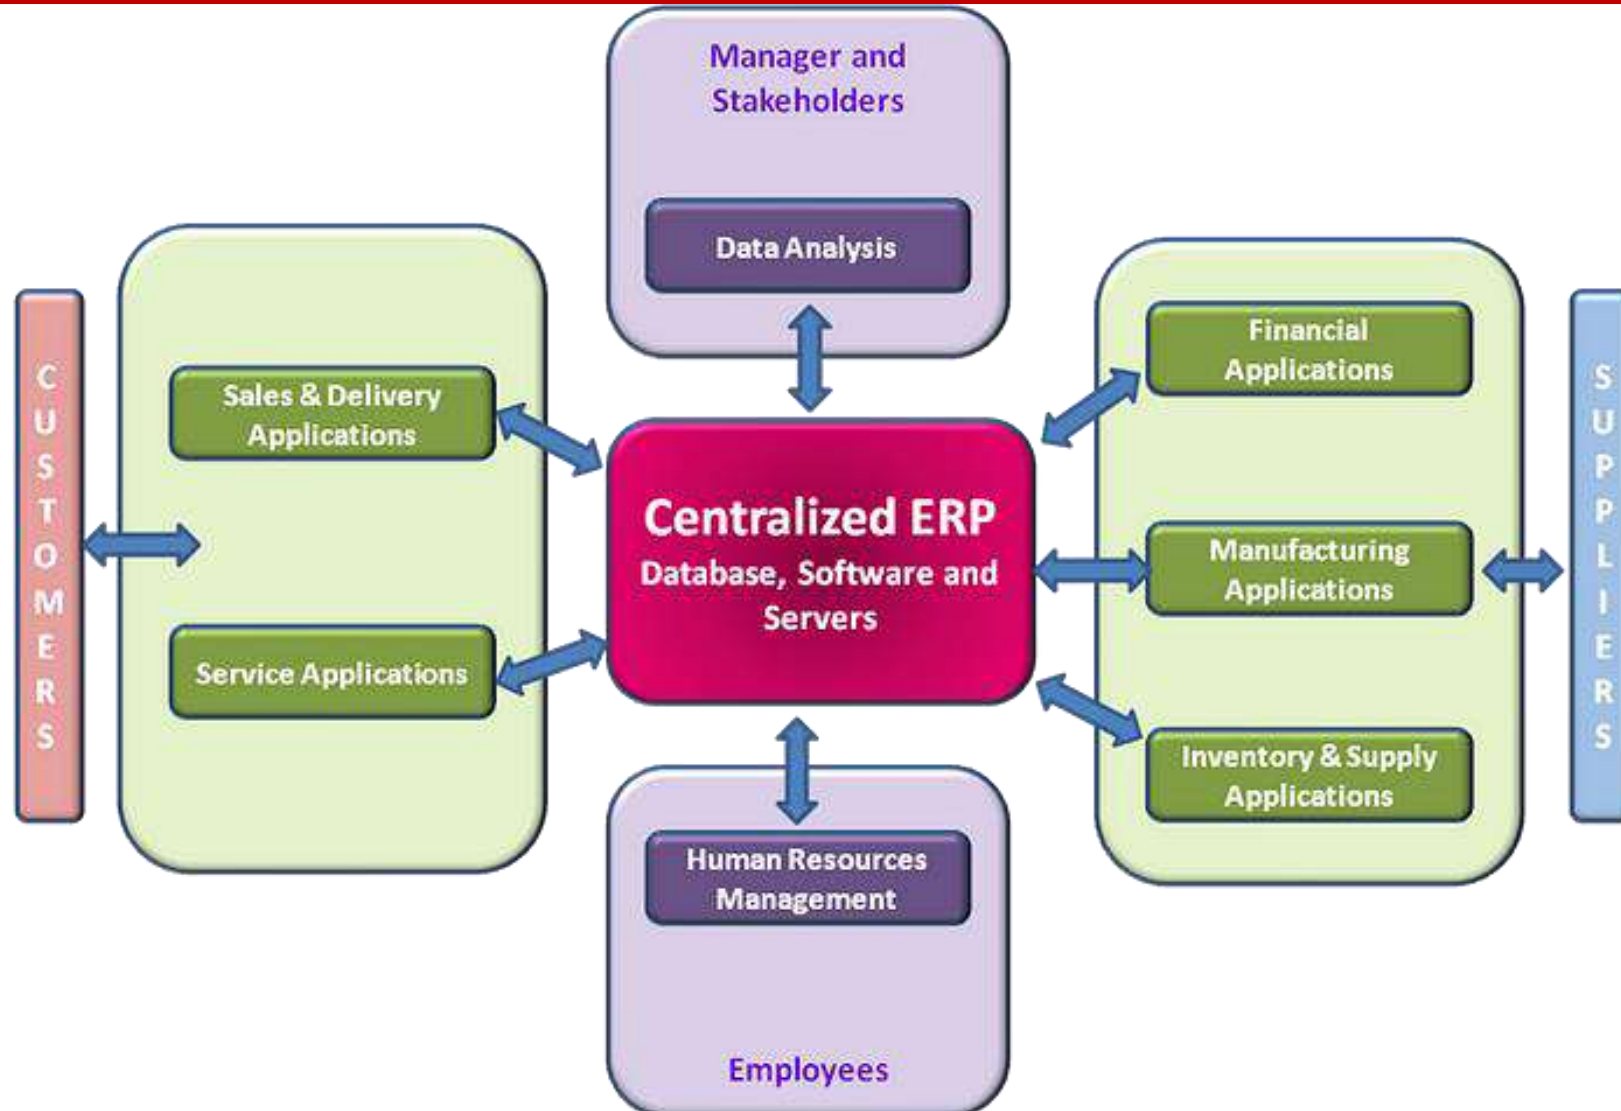 Manager and
Stakeholders
Data Analysis
CUSTOMERS
Sales & Delivery
Applications
Service Applications
Centralized ERP
Database, Software and
Servers
Financial
Applications
Manufacturing
Applications
Inventory & Supply
Applications
SUPPLIERS
Human Resources
Management
Employees